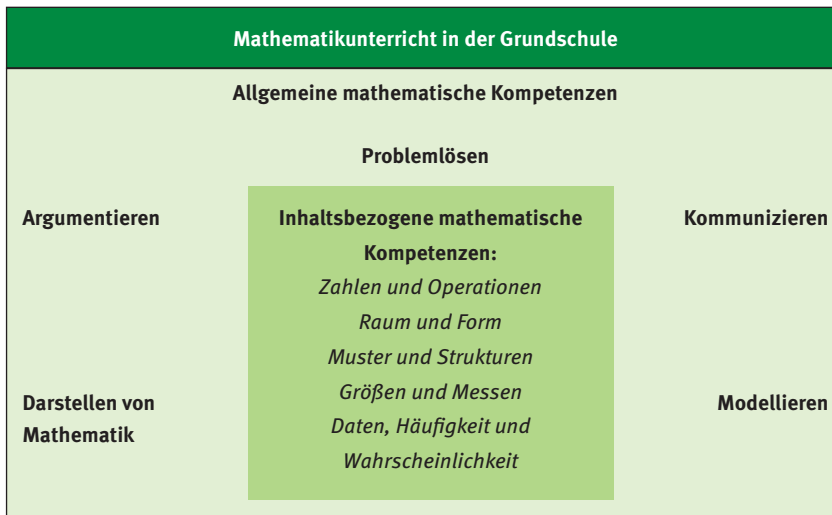 Mathematikunterricht in der Grundschule
Allgemeine mathematische Kompetenzen
Problemlösen
Argumentieren
Inhaltsbezogene mathematische
Kompetenzen:
Zahlen und Operationen
Raum und Form
Muster und Strukturen
Größen und Messen
Daten, Häufigkeit und
Wahrscheinlichkeit
Kommunizieren
Darstellen von
Mathematik
Modellieren